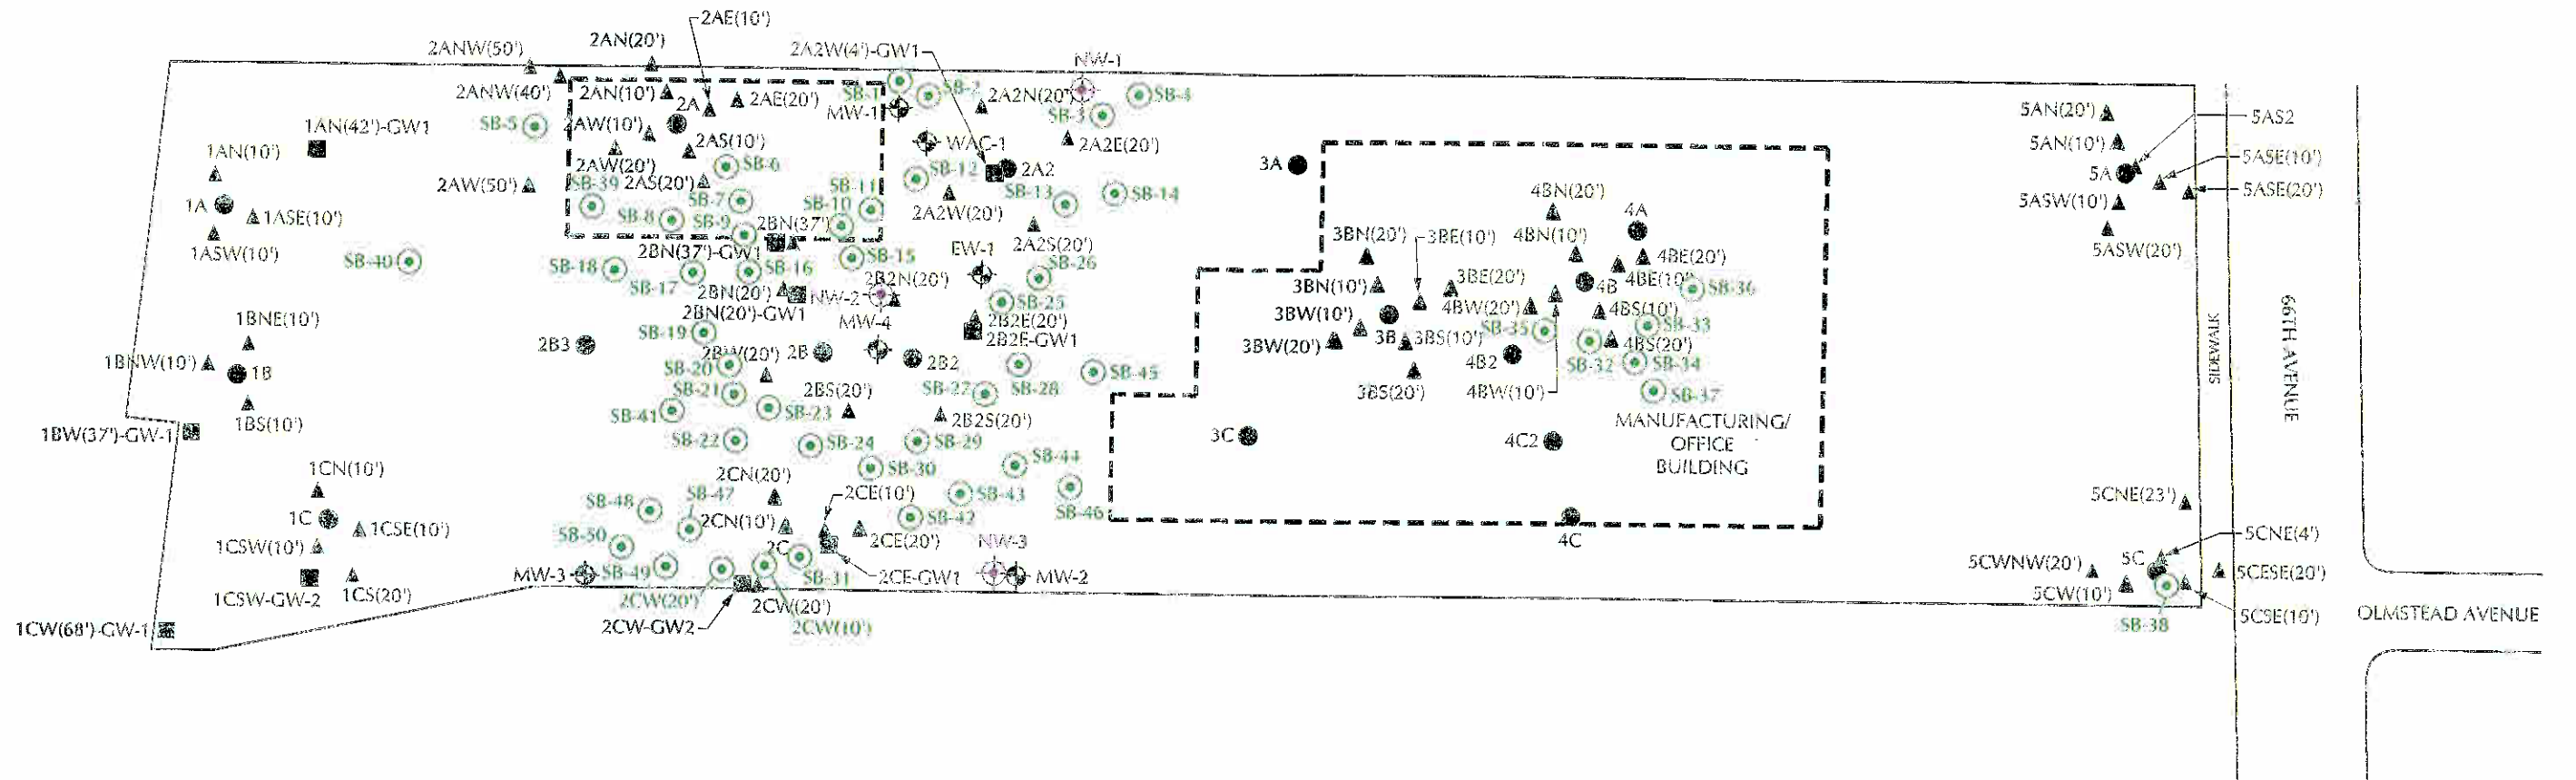 2AE(10')
2ANW(50')
2AN(20')
2A2W(4')-GW1
NW-1
2ANW(40')
2AN(10')
2A
2AE(20')
SB-1
SB-2
2A2N(20')
SB-4
MW-1
SB-3
5AN(20')
5AS2
1AN(42')-GW1
SB-5
2AW(10')
2AS(10')
WAC-1
2A2E(20')
5AN(10')
1AN(10')
2AW(20')
SB-6
SB-12
2A2
3A
5A
5ASE(10')
2AW(50')
SB-39
2AS(20')
SB-11
SB-13
SB-14
4BN(20')
5ASE(20')
1A
1ASE(10')
SB-7
SB-10
2A2W(20')
4A
5ASW(10')
SB-8
SB-9
2BN(37')
3BN(20')
3BE(10')
4BN(10')
1ASW(10')
2BN(37')-GW1
EW-1
2A2S(20')
5ASW(20')
SB-40
SB-18
SB-16
SB-15
SB-26
4BE(20')
SB-17
2B2N(20')
3BN(10')
3BE(20')
4BE(10')
4B
SB-36
2BN(20')
NW-2
SB-25
4BW(20')
66TH AVENUE
2BN(20')-GW1
MW-4
2B2E(20')
3BW(10')
4BS(10')
1BNE(10')
SB-19
2B2E-GW1
3B
3BS(10')
SB-35
SB-33
2B3
2BW(20')
2B
2B2
3BW(20')
4BS(20')
SIDEWALK
1BNW(10')
1B
SB-20
SB-45
4B2
SB-32
SB-34
SB-21
2BS(20')
SB-27
SB-28
3BS(20')
4BW(10')
SB-37
SB-41
SB-23
2B2S(20')
1BS(10')
MANUFACTURING/
OFFICE
BUILDING
1BW(37')-GW-1
SB-22
SB-24
SB-29
3C
4C2
1CN(10')
SB-30
SB-44
2CN(20')
2CE(10')
SB-43
SB-48
SB-47
SB-46
5CNE(23')
1C
1CSE(10')
2CN(10')
SB-42
SB-50
2CE(20')
4C
5CNE(4')
1CSW(10')
2C
NW-3
5C
5CWNW(20')
5CESE(20')
MW-3
SB-49
SB-31
2CE-GW1
MW-2
5CW(10')
1CSW-GW-2
1CS(20')
2CW(20')
2CW(20')
5CSE(10')
OLMSTEAD AVENUE
1CW(68')-GW-1
2CW-GW2
2CW(10')
SB-38